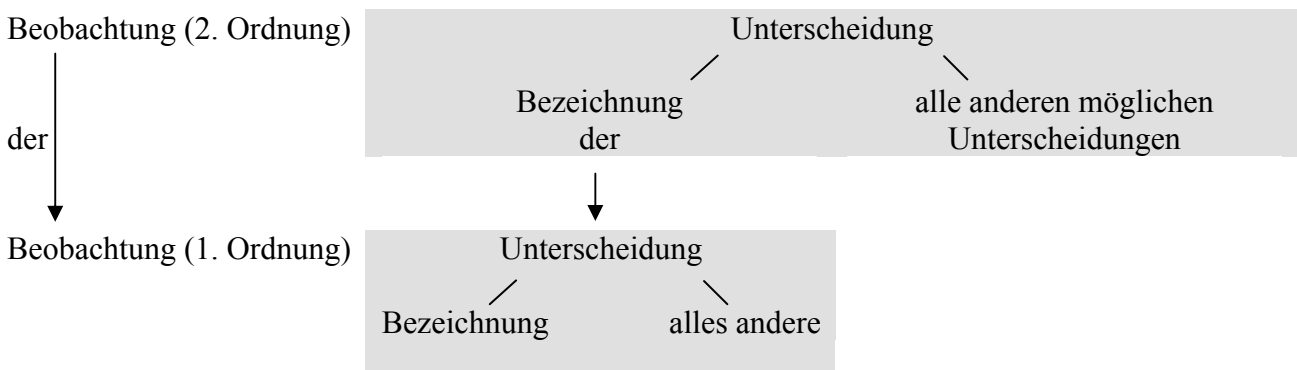 Beobachtung (2. Ordnung) Unterscheidung
Bezeichnung alle anderen möglichen
der der Unterscheidungen
Beobachtung (1. Ordnung) Unterscheidung
Bezeichnung alles andere